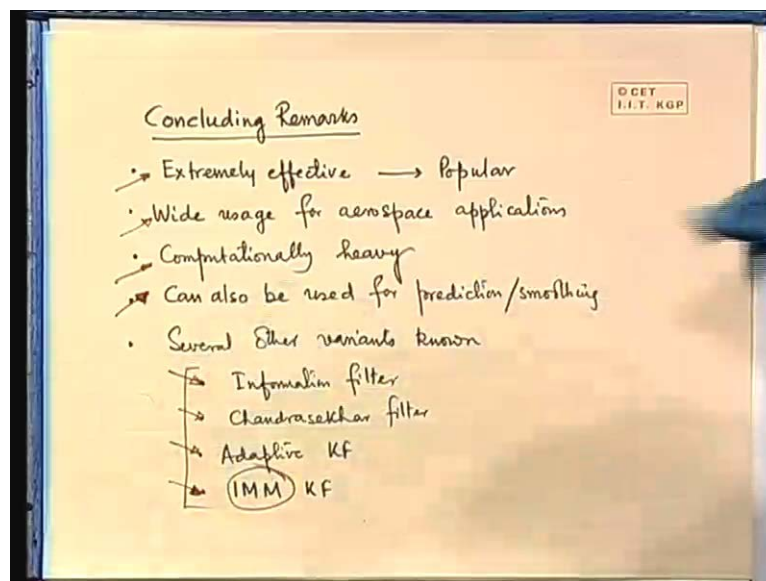 © CET
I.I.T. KGP
Concluding Remarks
· Extremely effective → Popular
· Wide usage for aerospace applications
· Computationally heavy
· Can also be used for prediction/smoothing
· Several other variants known
Information filter
Chandrasekhar filter
Adaptive KF
IMM KF